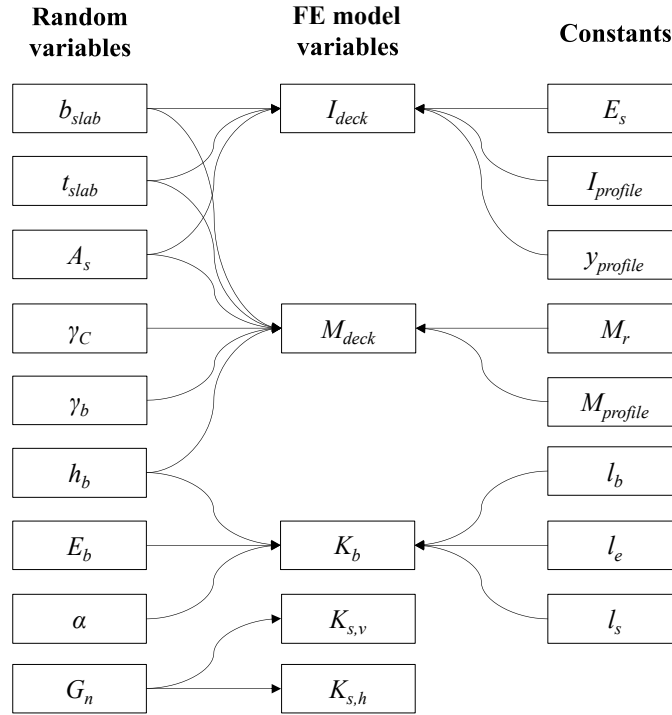 Random variables
FE model variables
Constants
b_slab
I_deck
E_s
t_slab
I_profile
A_s
y_profile
γ_C
M_deck
M_r
γ_b
M_profile
h_b
l_b
E_b
K_b
l_e
α
K_s,v
l_s
G_n
K_s,h